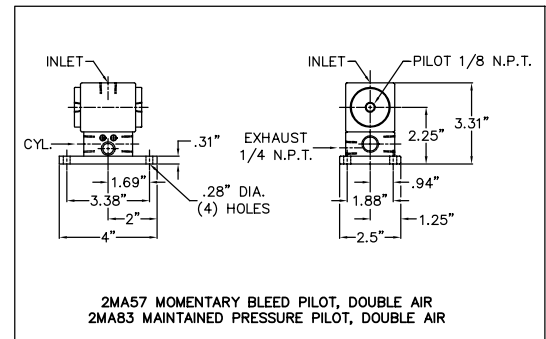 INLET
CYL.
.31"
1.69"
3.38"
2"
4"
.28" DIA.
(4) HOLES
INLET
PILOT 1/8 N.P.T.
EXHAUST
1/4 N.P.T.
2.25"
3.31"
.94"
1.88"
1.25"
2.5"
2MA57 MOMENTARY BLEED PILOT, DOUBLE AIR
2MA83 MAINTAINED PRESSURE PILOT, DOUBLE AIR